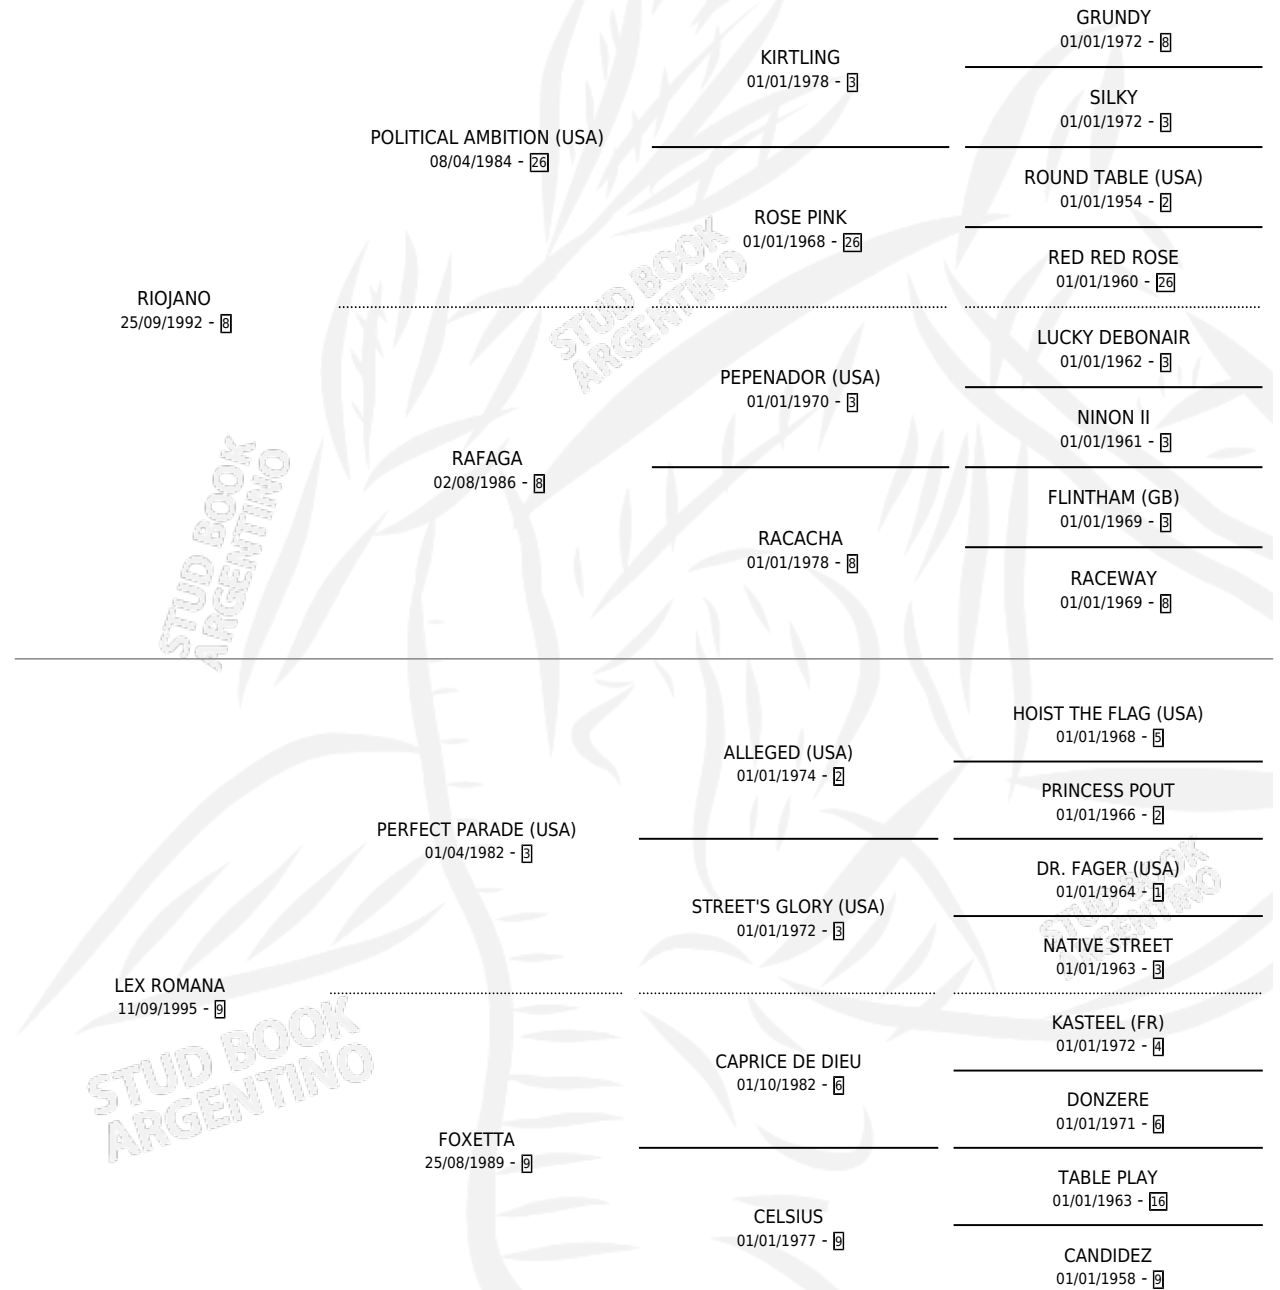 GRUNDY
01/01/1972 - 8
KIRTLING
01/01/1978 - 3
SILKY
01/01/1972 - 3
POLITICAL AMBITION (USA)
08/04/1984 - 26
ROUND TABLE (USA)
01/01/1954 - 2
ROSE PINK
01/01/1968 - 26
RED RED ROSE
01/01/1960 - 26
RIOJANO
25/09/1992 - 8
LUCKY DEBONAIR
01/01/1962 - 3
PEPENADOR (USA)
01/01/1970 - 3
NINON II
01/01/1961 - 3
RAFAGA
02/08/1986 - 8
FLINTHAM (GB)
01/01/1969 - 3
RACACHA
01/01/1978 - 8
RACEWAY
01/01/1969 - 8
HOIST THE FLAG (USA)
01/01/1968 - 5
ALLEGED (USA)
01/01/1974 - 2
PRINCESS POUT
01/01/1966 - 2
PERFECT PARADE (USA)
01/04/1982 - 3
DR. FAGER (USA)
01/01/1964 - 1
STREET'S GLORY (USA)
01/01/1972 - 3
NATIVE STREET
01/01/1963 - 3
LEX ROMANA
11/09/1995 - 9
KASTEEL (FR)
01/01/1972 - 4
CAPRICE DE DIEU
01/10/1982 - 6
DONZERE
01/01/1971 - 6
FOXETTA
25/08/1989 - 9
TABLE PLAY
01/01/1963 - 16
CELSIUS
01/01/1977 - 9
CANDIDEZ
01/01/1958 - 9
STUD BOOK
ARGENTINO
STUD BOOK
ARGENTINO
STUD BOOK
ARGENTINO
STUD BOOK
ARGENTINO